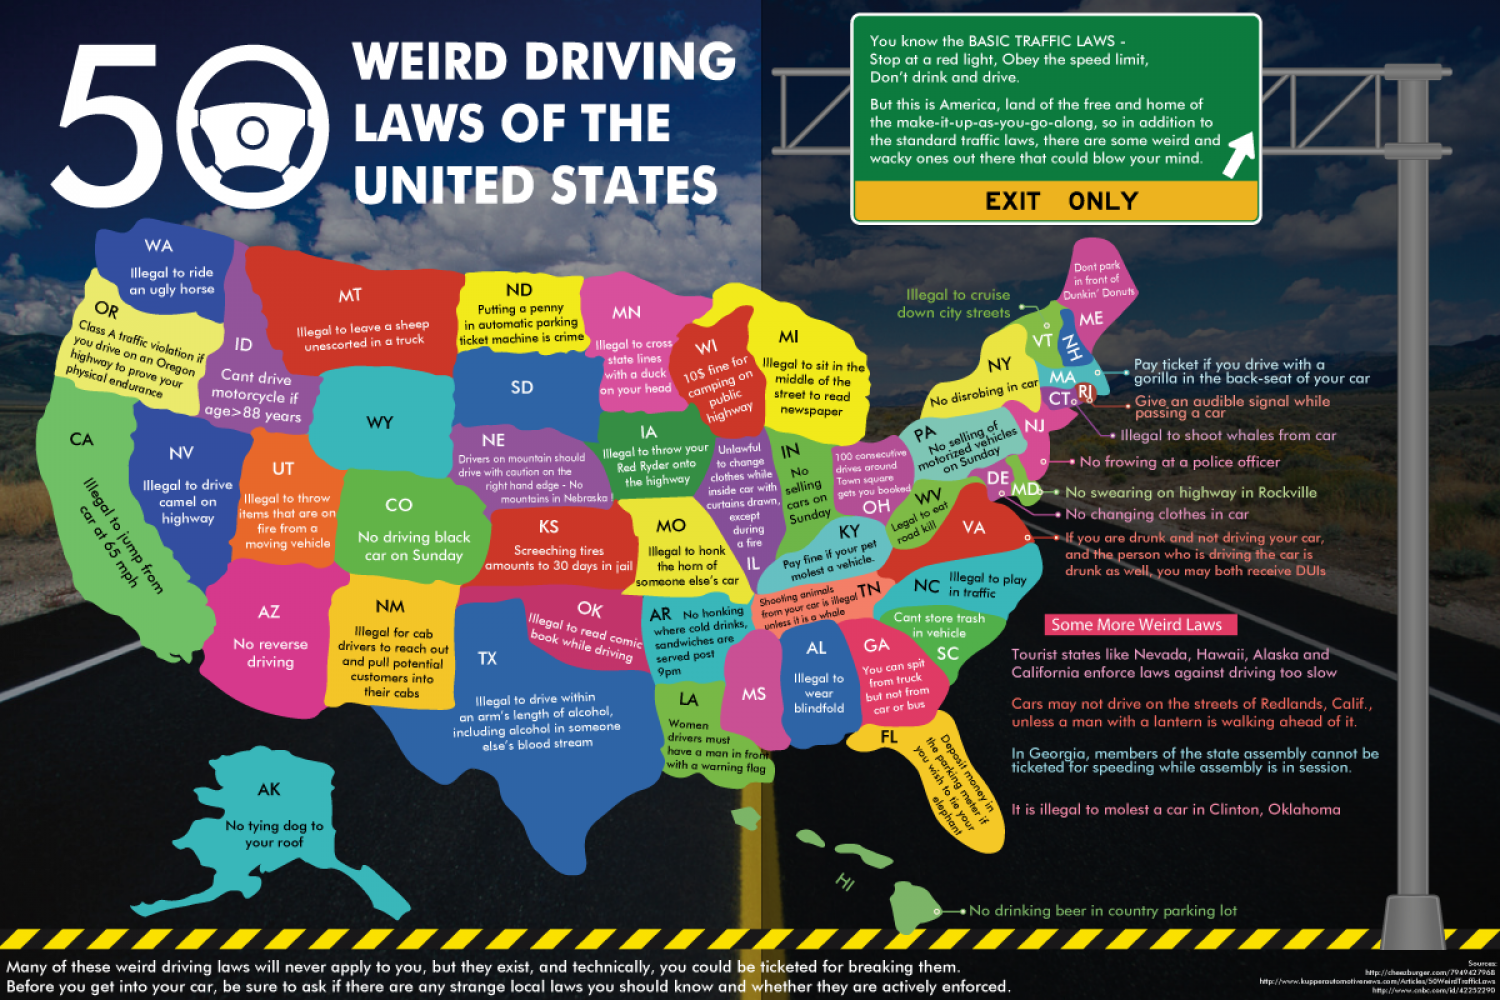 50
WEIRD DRIVING
LAWS OF THE
UNITED STATES
You know the BASIC TRAFFIC LAWS -
Stop at a red light, Obey the speed limit,
Don't drink and drive.
But this is America, land of the free and home of
the make-it-up-as-you-go-along, so in addition to
the standard traffic laws, there are some weird and
wacky ones out there that could blow your mind.
EXIT ONLY
WA
Illegal to ride
an ugly horse
OR
Class A traffic violation if
you drive on an Oregon
highway to prove your
physical endurance
ID
Cant drive
motorcycle if
age>88 years
MT
Illegal to leave a sheep
unescorted in a truck
ND
Putting a penny
in automatic parking
ticket machine is crime
MN
Illegal to cross
state lines
with a duck
on your head
WI
10$ fine for
camping on
public
highway
MI
Illegal to sit in the
middle of the
street to read
newspaper
SD
WY
CA
Illegal to jump from
car at 65 mph
NV
Illegal to drive
camel on
highway
UT
Illegal to throw
items that are on
fire from a
moving vehicle
CO
No driving black
car on Sunday
NE
Drivers on mountain should
drive with caution on the
right hand edge - No
mountains in Nebraska !
IA
Illegal to throw your
Red Ryder onto
the highway
Unlawful
to change
clothes while
inside car with
curtains drawn,
except
during
a fire
IL
IN
No
selling
cars on
Sunday
100 consecutive
drives around
Town square
gets you booked
OH
KS
Screeching tires
amounts to 30 days in jail
MO
Illegal to honk
the horn of
someone else's car
KY
Pay fine if your pet
molest a vehicle.
WV
Legal to eat
road kill
VA
If you are drunk and not driving your car,
and the person who is driving the car is
drunk as well, you may both receive DUIs
AZ
No reverse
driving
NM
Illegal for cab
drivers to reach out
and pull potential
customers into
their cabs
OK
Illegal to read comic
book while driving
TX
Illegal to drive within
an arm's length of alcohol,
including alcohol in someone
else's blood stream
AR No honking
where cold drinks,
sandwiches are
served post
9pm
LA
Women
drivers must
have a man in front
with a warning flag
MS
TN
Shooting animals
from your car is illegal
unless it is a whale
NC Illegal to play
in traffic
Cant store trash
in vehicle
SC
AL
Illegal to
wear
blindfold
GA
You can spit
from truck
but not from
car or bus
FL
Deposit money in
the parking meter if
you wish to tie your
elephant
AK
No tying dog to
your roof
HI
No drinking beer in country parking lot
Dont park
in front of
Dunkin' Donuts
ME
Illegal to cruise
down city streets
VT
NH
NY
No disrobing in car
MA
Pay ticket if you drive with a
gorilla in the back-seat of your car
RI
Give an audible signal while
passing a car
CT
Illegal to shoot whales from car
NJ
No frowing at a police officer
PA
No selling of
motorized vehicles
on Sunday
MD
No swearing on highway in Rockville
DE
No changing clothes in car
Some More Weird Laws
Tourist states like Nevada, Hawaii, Alaska and
California enforce laws against driving too slow
Cars may not drive on the streets of Redlands, Calif.,
unless a man with a lantern is walking ahead of it.
In Georgia, members of the state assembly cannot be
ticketed for speeding while assembly is in session.
It is illegal to molest a car in Clinton, Oklahoma
Many of these weird driving laws will never apply to you, but they exist, and technically, you could be ticketed for breaking them.
Before you get into your car, be sure to ask if there are any strange local laws you should know and whether they are actively enforced.
Sources:
http://cheezburger.com/7949427968
http://www.kupperautomotivenews.com/Articles/50WeirdTrafficLaws
http://www.cnbc.com/id/42252290